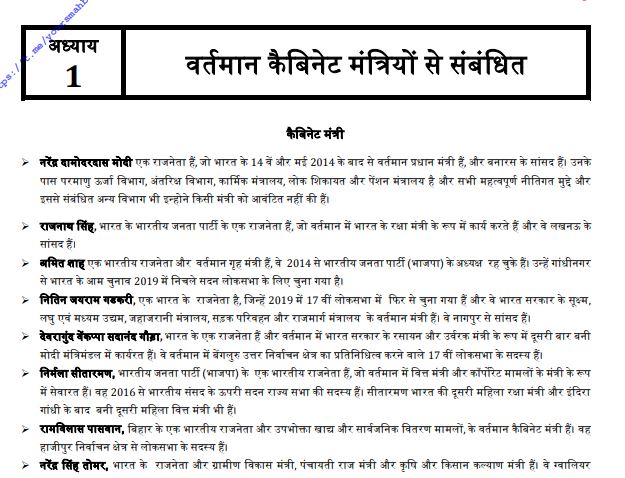 अध्याय
1
वर्तमान कैबिनेट मंत्रियों से संबंधित
कैबिनेट मंत्री
➢ नरेंद्र दामोदरदास मोदी एक राजनेता हैं, जो भारत के 14 वें और मई 2014 के बाद से वर्तमान प्रधान मंत्री हैं, और बनारस के सांसद हैं। उनके
पास परमाणु ऊर्जा विभाग, अंतरिक्ष विभाग, कार्मिक मंत्रालय, लोक शिकायत और पेंशन मंत्रालय है और सभी महत्वपूर्ण नीतिगत मुद्दे और
इससे संबंधित अन्य विभाग भी इन्होने किसी मंत्री को आवंटित नहीं की हैं।
➢ राजनाथ सिंह, भारत के भारतीय जनता पार्टी के एक राजनेता हैं, जो वर्तमान में भारत के रक्षा मंत्री के रूप में कार्य करते हैं और वे लखनऊ के
सांसद हैं।
➢ अमित शाह एक भारतीय राजनेता और वर्तमान गृह मंत्री हैं, वे 2014 से भारतीय जनता पार्टी (भाजपा) के अध्यक्ष रह चुके हैं। उन्हें गांधीनगर
से भारत के आम चुनाव 2019 में निचले सदन लोकसभा के लिए चुना गया है।
➢ नितिन जयराम गडकरी, एक भारत के राजनेता है, जिन्हें 2019 में 17 वीं लोकसभा में फिर से चुना गया हैं और वे भारत सरकार के सूक्ष्म,
लघु एवं मध्यम उद्यम, जहाजरानी मंत्रालय, सड़क परिवहन और राजमार्ग मंत्रालय के वर्तमान मंत्री हैं। वे नागपुर से सांसद हैं।
➢ देवरागुंद वेंकप्पा सदानंद गौड़ा, भारत के एक राजनेता हैं और वर्तमान में भारत सरकार के रसायन और उर्वरक मंत्री के रूप में दूसरी बार बनी
मोदी मंत्रिमंडल में कार्यरत हैं। वे वर्तमान में बेंगलुरु उत्तर निर्वाचन क्षेत्र का प्रतिनिधित्व करने वाले 17 वीं लोकसभा के सदस्य हैं।
➢ निर्मला सीतारमण, भारतीय जनता पार्टी (भाजपा) के एक भारतीय राजनेता हैं, जो वर्तमान में वित्त मंत्री और कॉर्पोरेट मामलों के मंत्री के रूप
में सेवारत हैं। वह 2016 से भारतीय संसद के ऊपरी सदन राज्य सभा की सदस्य हैं। सीतारमण भारत की दूसरी महिला रक्षा मंत्री और इंदिरा
गांधी के बाद बनी दूसरी महिला वित्त मंत्री भी हैं।
➢ रामविलास पासवान, बिहार के एक भारतीय राजनेता और उपभोक्ता खाद्य और सार्वजनिक वितरण मामलों, के वर्तमान कैबिनेट मंत्री हैं। वह
हाजीपुर निर्वाचन क्षेत्र से लोकसभा के सदस्य हैं।
➢ नरेंद्र सिंह तोमर, भारत के राजनेता और ग्रामीण विकास मंत्री, पंचायती राज मंत्री और कृषि और किसान कल्याण मंत्री हैं। वे ग्वालियर